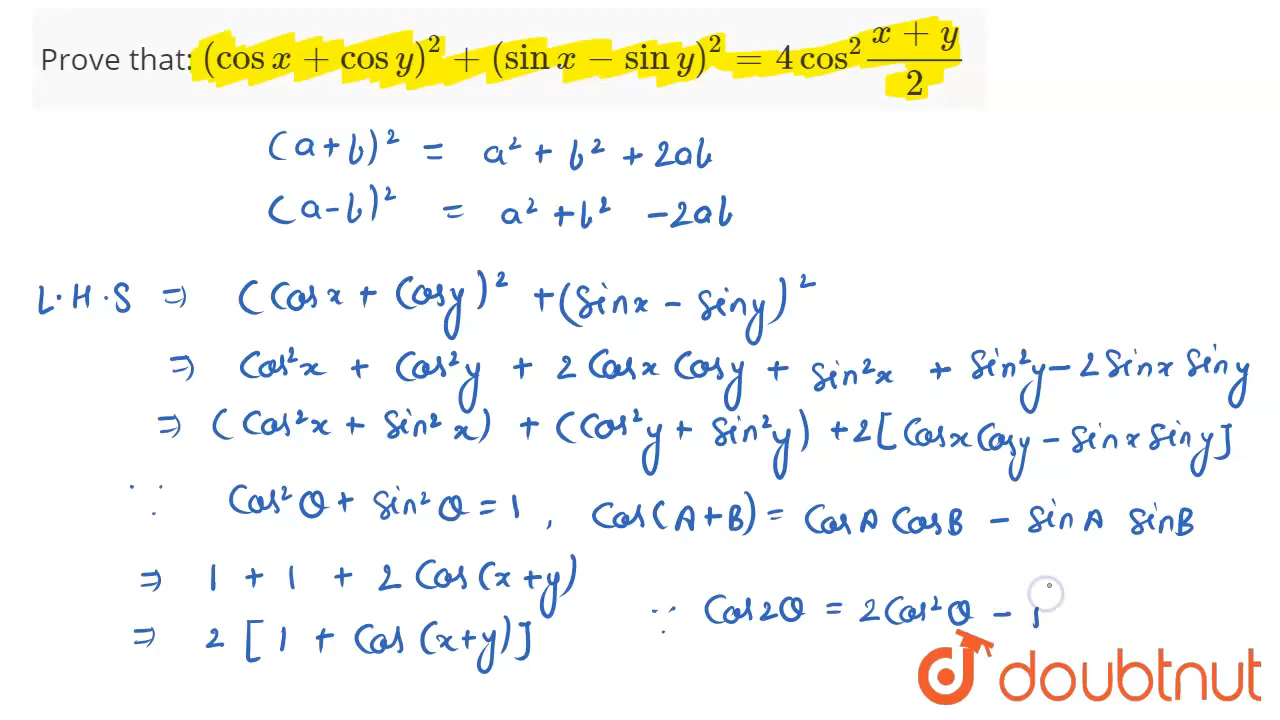 Prove that: (cos x + cos y)² + (sin x − sin y)² = 4 cos² (x + y)/2
(a+b)² = a² + b² + 2ab
(a-b)² = a² + b² - 2ab
L.H.S ⇒ (Cosx + Cosy)² + (Sinx - Siny)²
⇒ Cos²x + Cos²y + 2 Cosx Cosy + Sin²x + Sin²y - 2 Sinx Siny
⇒ (Cos²x + Sin²x) + (Cos²y + Sin²y) + 2[Cosx Cosy - Sinx Siny]
∵ Cos²θ + Sin²θ = 1 , Cos(A+B) = CosA CosB - SinA SinB
⇒ 1 + 1 + 2 Cos(x+y)
∵ Cos2θ = 2Cos²θ - 1
⇒ 2 [1 + Cos(x+y)]
doubtnut